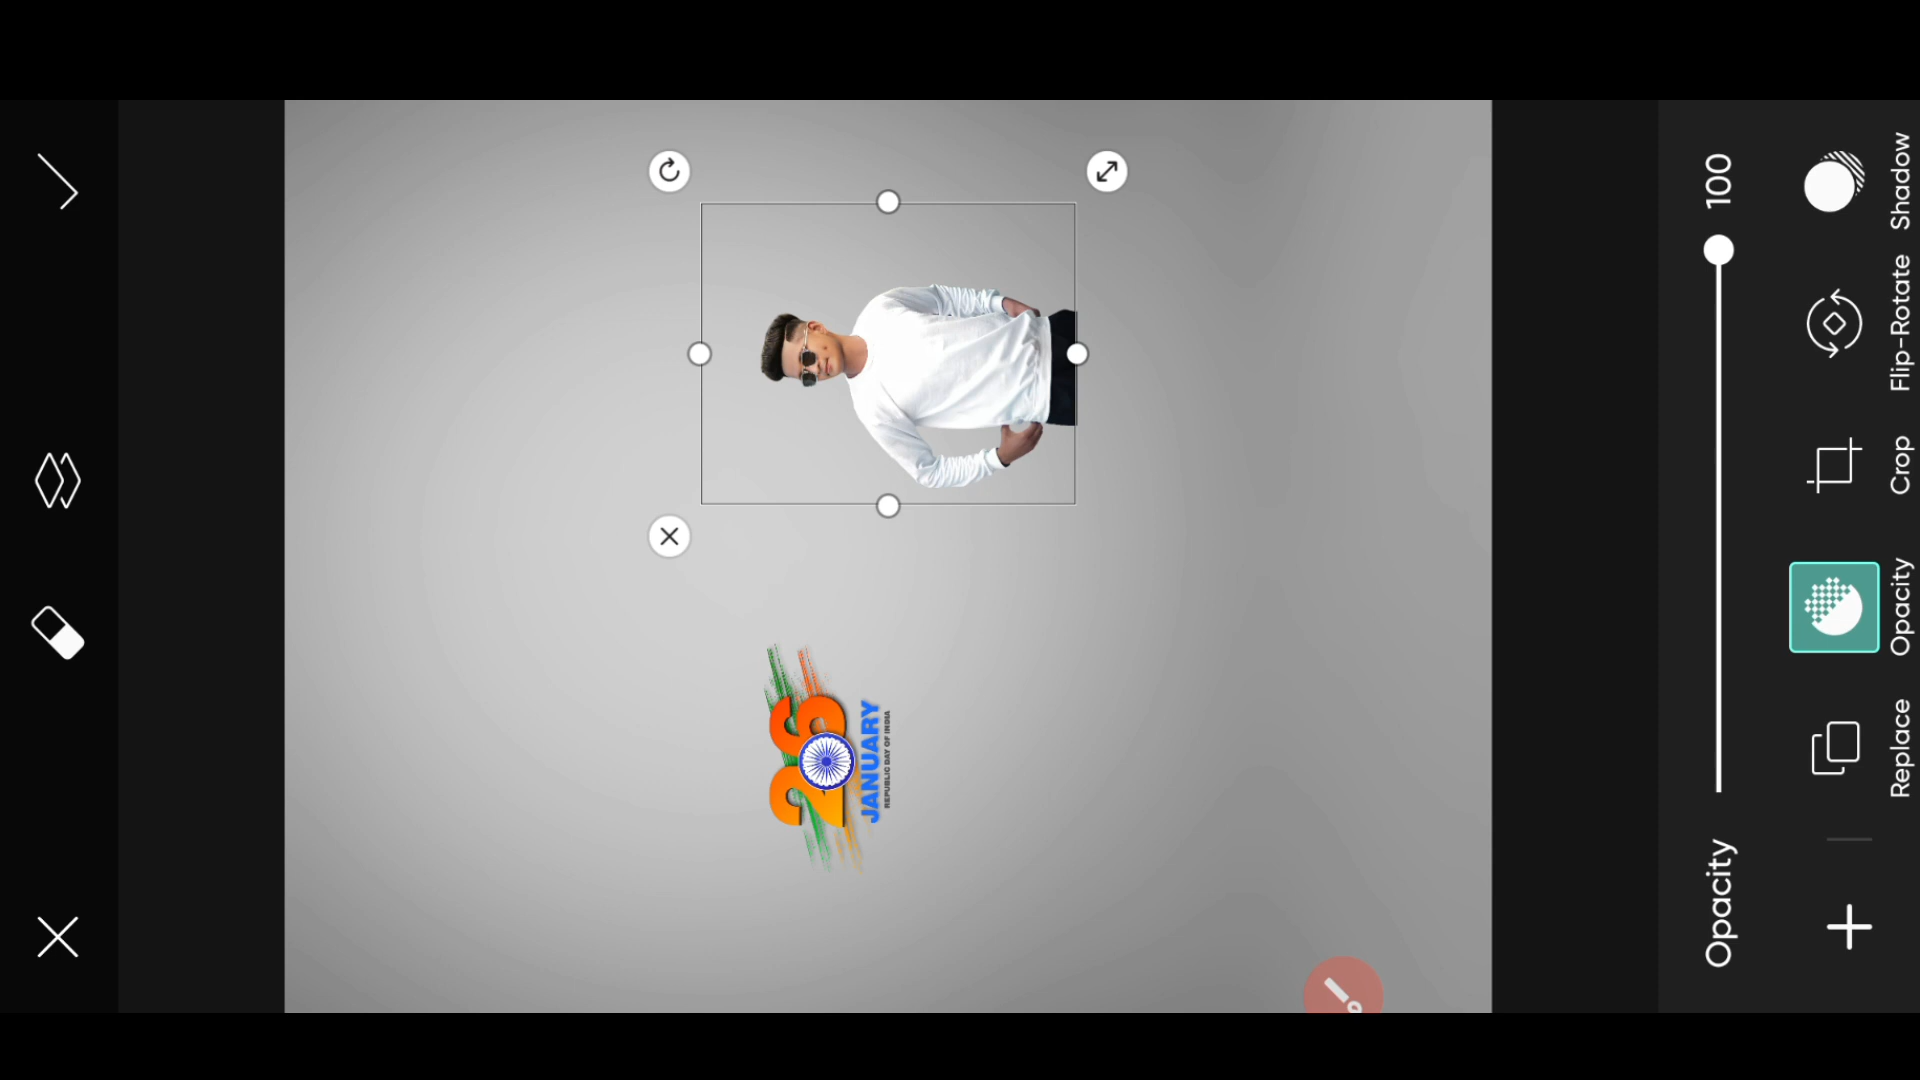 26
JANUARY
REPUBLIC DAY OF INDIA
Opacity
100
Replace
Opacity
Crop
Flip-Rotate
Shadow